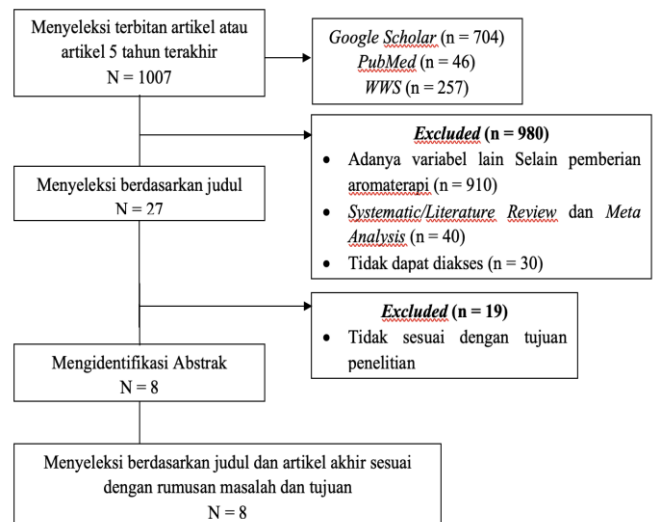 Menyeleksi terbitan artikel atau
artikel 5 tahun terakhir
N = 1007
Google Scholar (n = 704)
PubMed (n = 46)
WWS (n = 257)
Excluded (n = 980)
• Adanya variabel lain Selain pemberian
aromaterapi (n = 910)
• Systematic/Literature Review dan Meta
Analysis (n = 40)
• Tidak dapat diakses (n = 30)
Menyeleksi berdasarkan judul
N = 27
Excluded (n = 19)
• Tidak sesuai dengan tujuan
penelitian
Mengidentifikasi Abstrak
N = 8
Menyeleksi berdasarkan judul dan artikel akhir sesuai
dengan rumusan masalah dan tujuan
N = 8